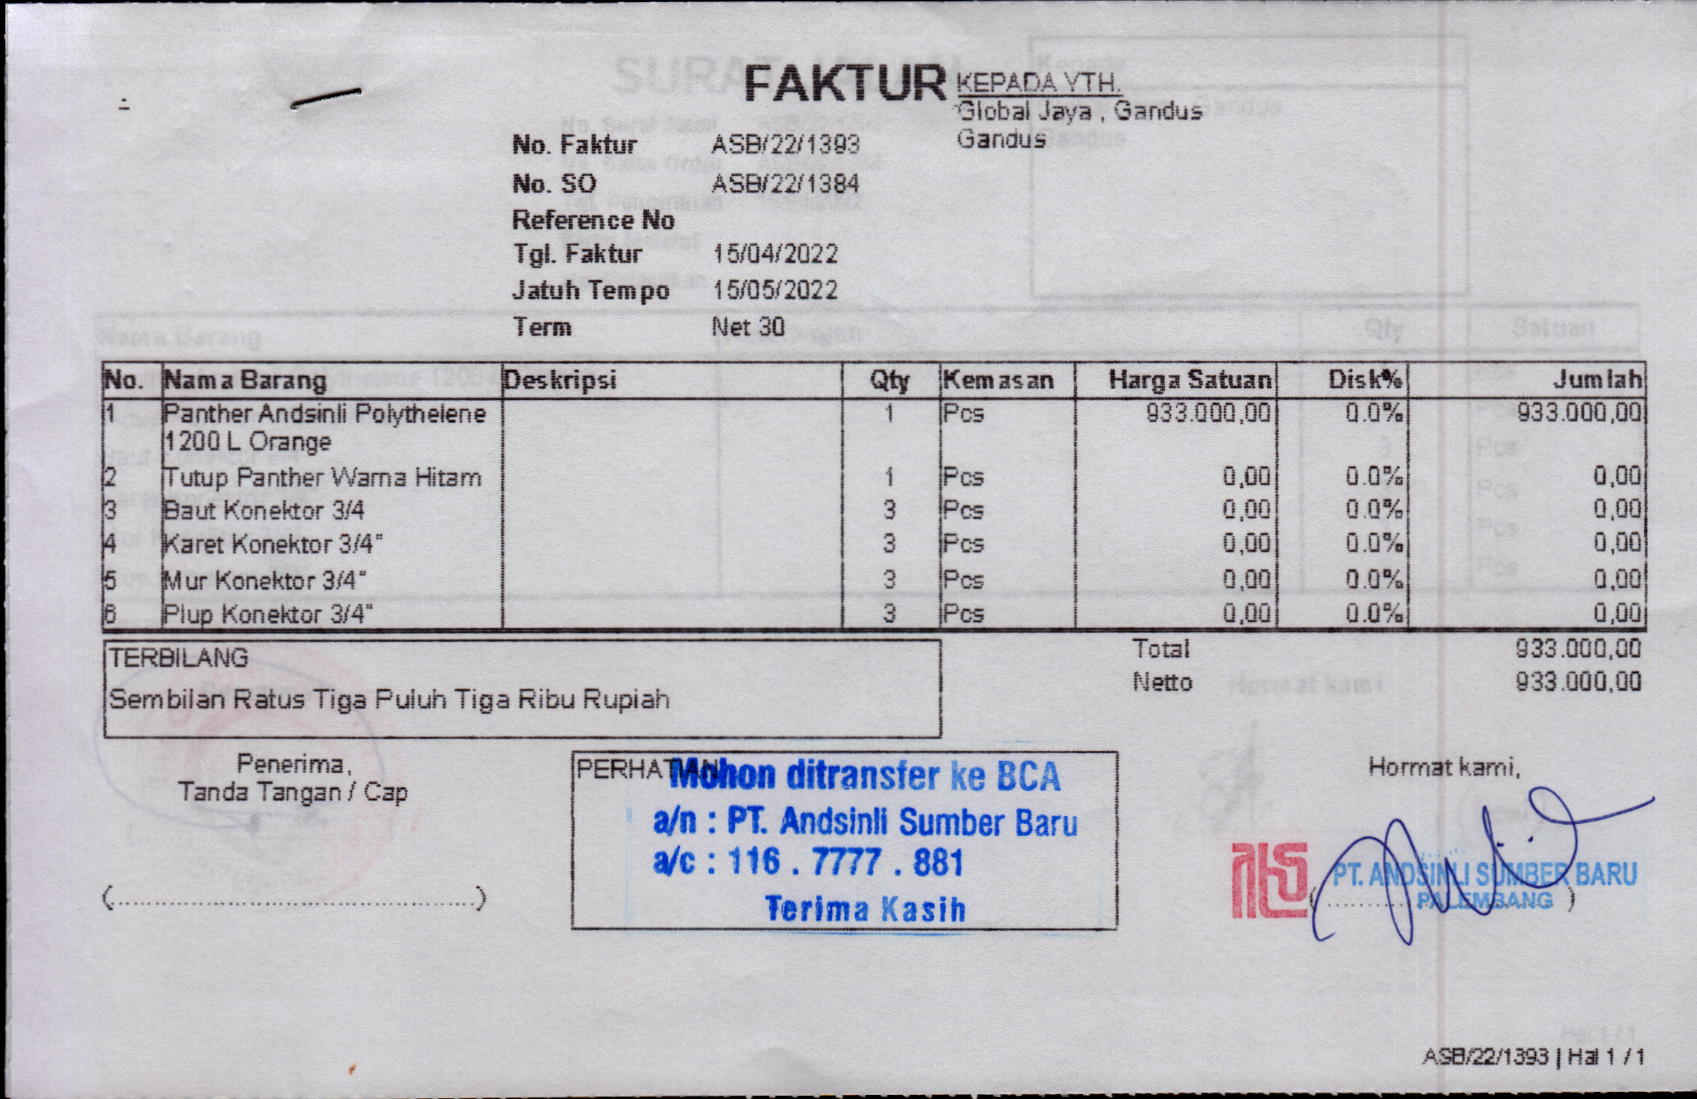 FAKTUR
KEPADA YTH.
Global Jaya , Gandus
Gandus
No. Faktur ASB/22/1393
No. SO ASB/22/1384
Reference No
Tgl. Faktur 15/04/2022
Jatuh Tempo 15/05/2022
Term Net 30
No. Nama Barang Deskripsi Qty Kemasan Harga Satuan Disk% Jumlah
1 Panther Andsinli Polythelene 1 Pcs 933.000,00 0.0% 933.000,00
1200 L Orange
2 Tutup Panther Warna Hitam 1 Pcs 0,00 0.0% 0,00
3 Baut Konektor 3/4 3 Pcs 0,00 0.0% 0,00
4 Karet Konektor 3/4" 3 Pcs 0,00 0.0% 0,00
5 Mur Konektor 3/4" 3 Pcs 0,00 0.0% 0,00
6 Plup Konektor 3/4" 3 Pcs 0,00 0.0% 0,00
Total 933.000,00
Netto 933.000,00
TERBILANG
Sembilan Ratus Tiga Puluh Tiga Ribu Rupiah
Penerima,
Tanda Tangan / Cap
(..........................................................)
PERHATIAN
Mohon ditransfer ke BCA
a/n : PT. Andsinli Sumber Baru
a/c : 116 . 7777 . 881
Terima Kasih
Hormat kami,
PT. ANDSINLI SUMBER BARU
PALEMBANG
ASB/22/1393 | Hal 1 / 1